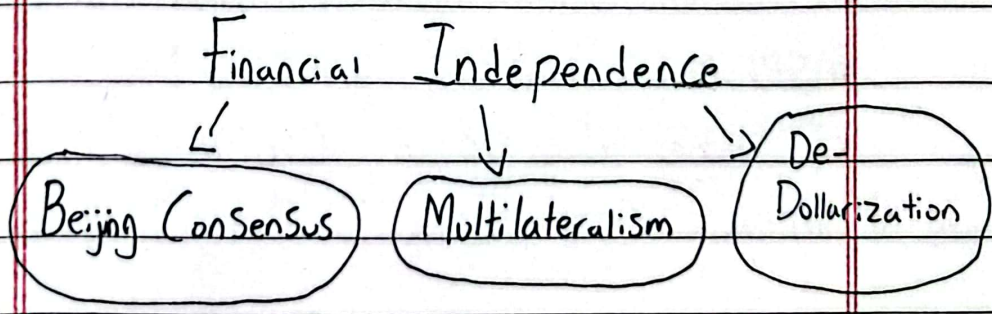 Financial Independence
Beijing Consensus
Multilateralism
De-
Dollarization